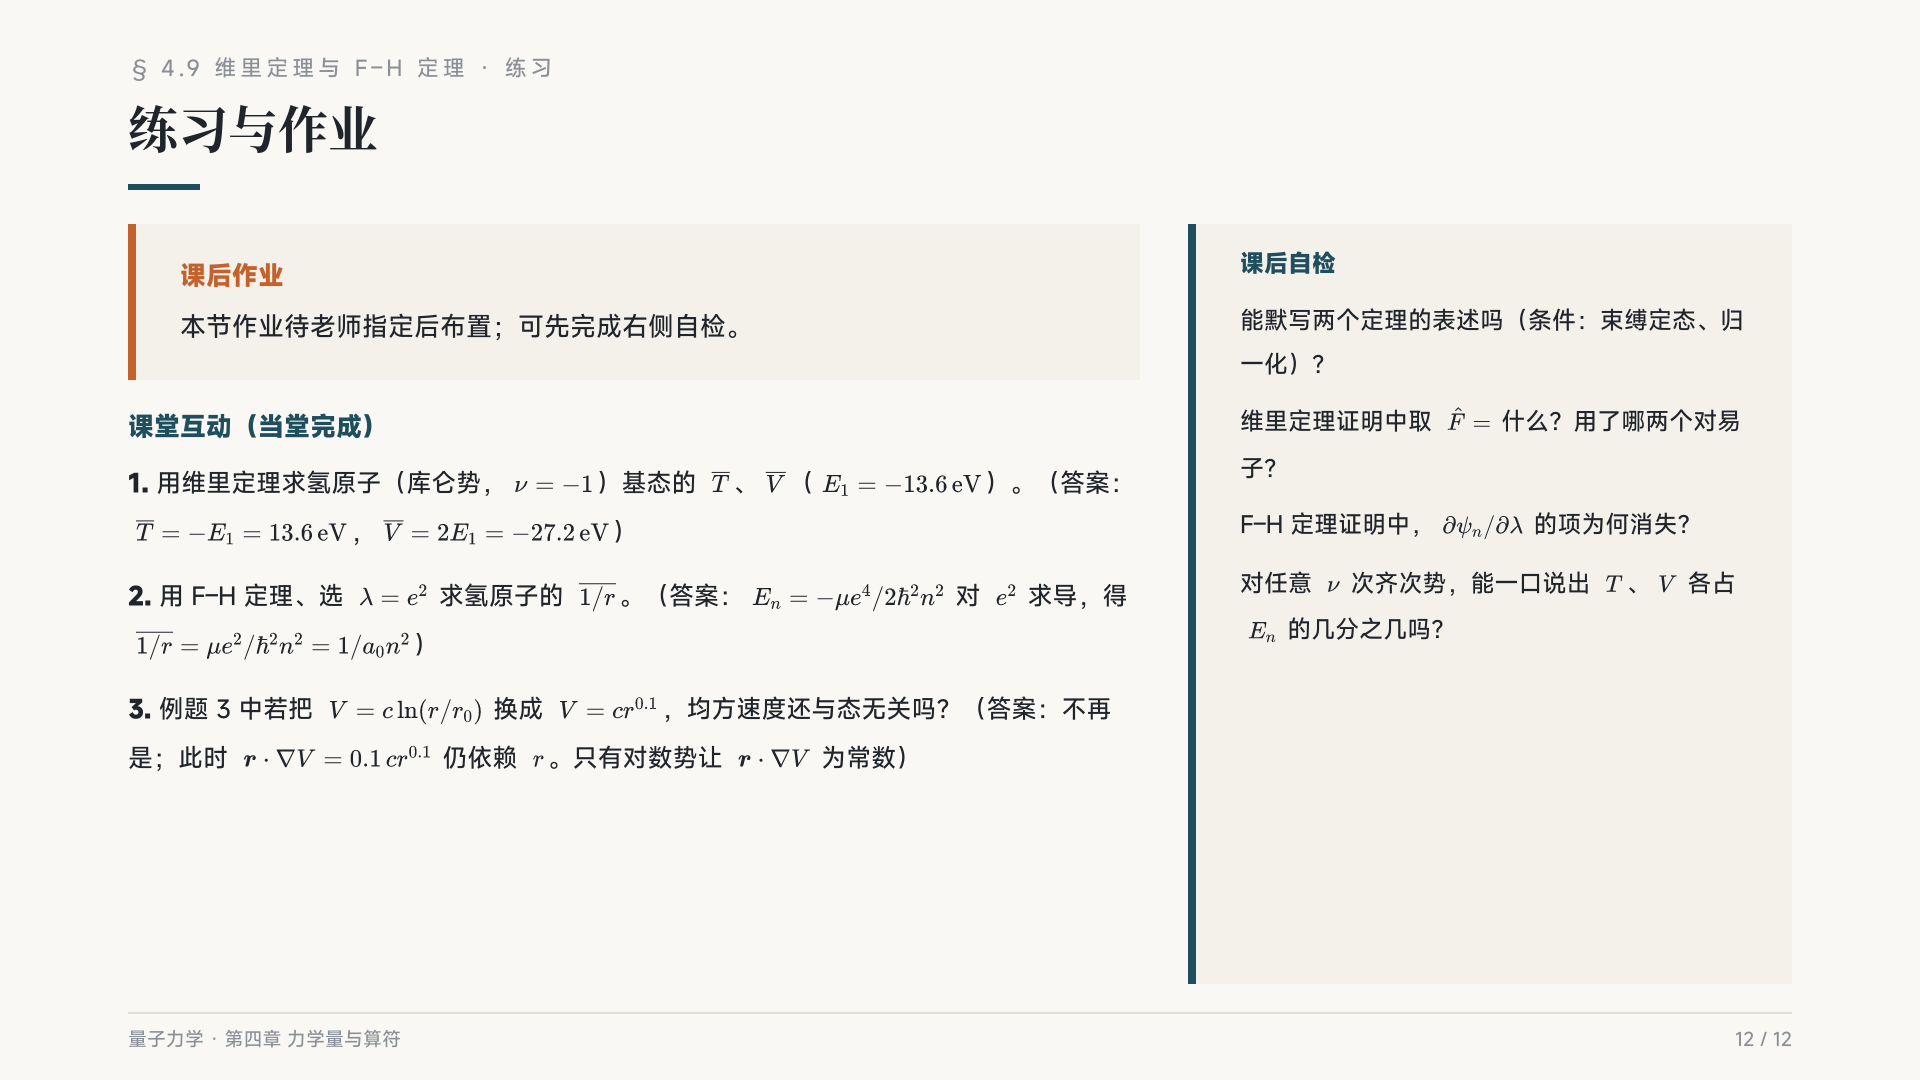 § 4.9 维里定理与 F–H 定理 · 练习
练习与作业
课后作业
本节作业待老师指定后布置；可先完成右侧自检。
课堂互动（当堂完成）
1. 用维里定理求氢原子（库仑势， ν = −1）基态的 T̅、V̅（E₁ = −13.6 eV）。（答案：
T̅ = −E₁ = 13.6 eV， V̅ = 2E₁ = −27.2 eV）
2. 用 F–H 定理、选 λ = e² 求氢原子的 \overline{1/r}。（答案： Eₙ = −μe⁴/2ħ²n² 对 e² 求导，得
\overline{1/r} = μe²/ħ²n² = 1/a₀n²）
3. 例题 3 中若把 V = c ln(r/r₀) 换成 V = cr^{0.1}，均方速度还与态无关吗？（答案：不再
是；此时 r · ∇V = 0.1 cr^{0.1} 仍依赖 r。只有对数势让 r · ∇V 为常数）
课后自检
能默写两个定理的表述吗（条件：束缚定态、归
一化）？
维里定理证明中取 F̂ = 什么？用了哪两个对易
子？
F–H 定理证明中， ∂ψₙ/∂λ 的项为何消失？
对任意 ν 次齐次势，能一口说出 T、V 各占
Eₙ 的几分之几吗？
量子力学 · 第四章 力学量与算符
12 / 12